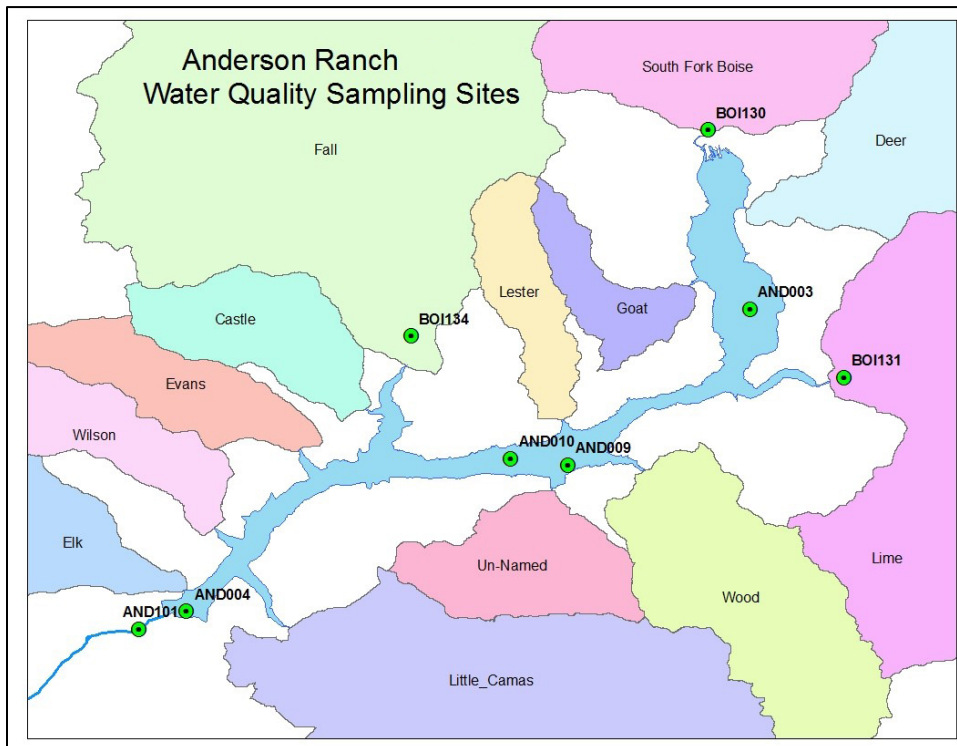 Anderson Ranch
Water Quality Sampling Sites
South Fork Boise
BOI130
Deer
Fall
Lester
Goat
AND003
Castle
BOI134
BOI131
Evans
Wilson
AND010
AND009
Elk
Un-Named
Lime
Wood
AND004
AND101
Little_Camas